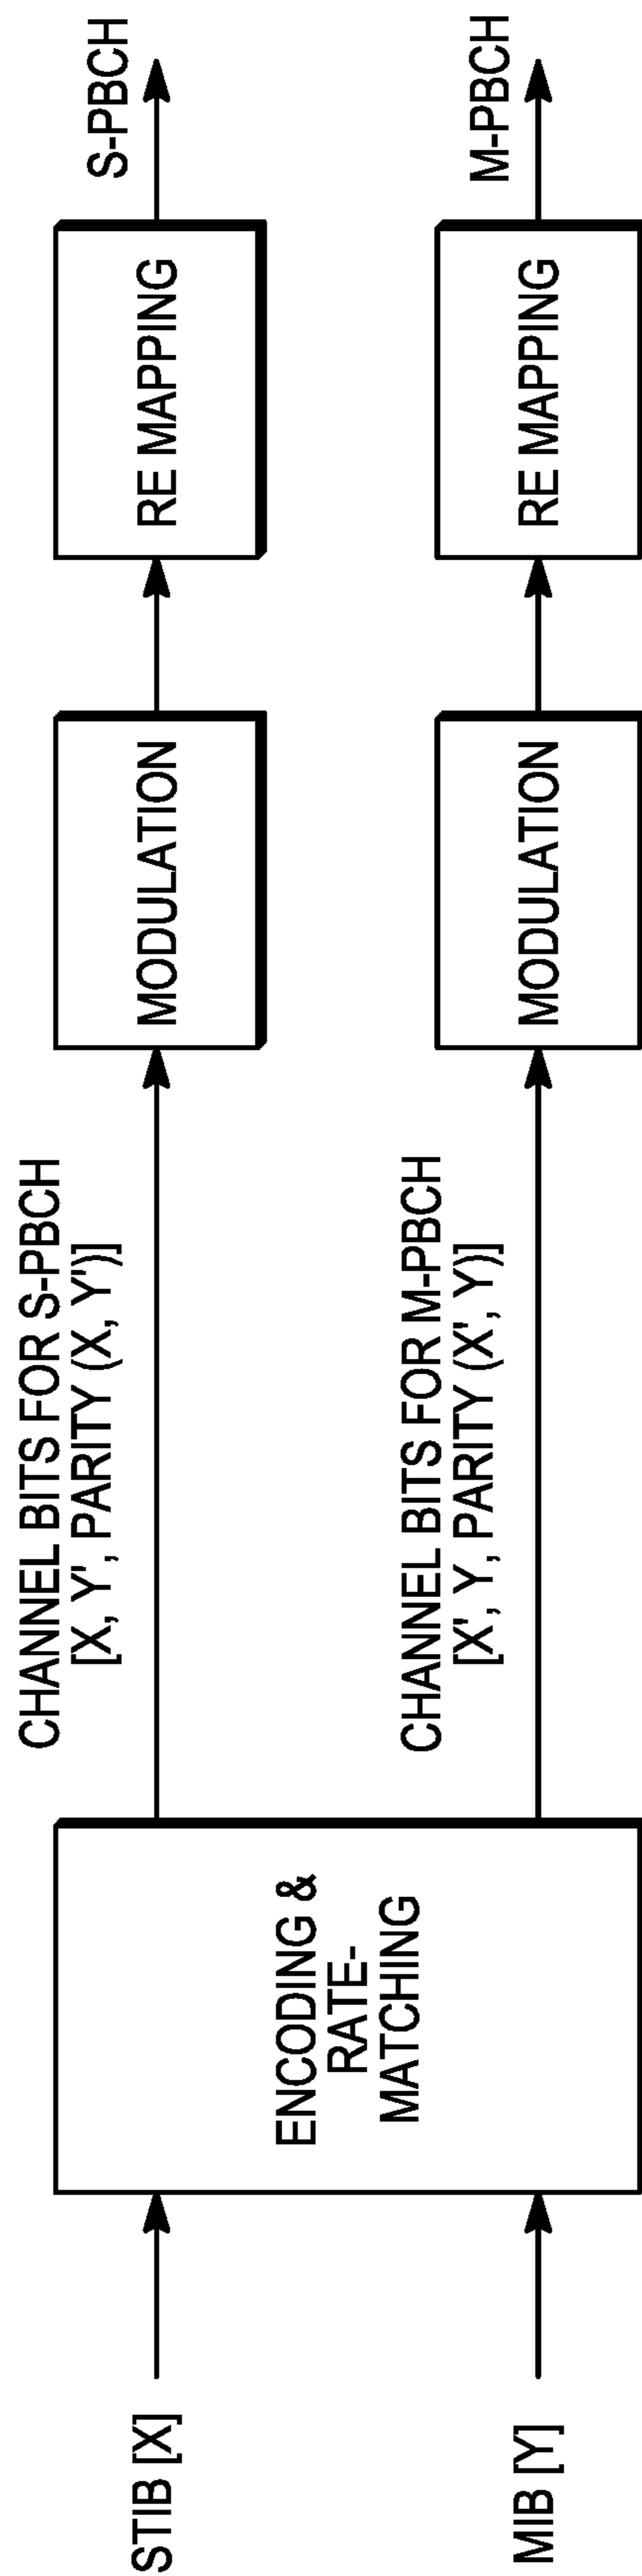 STIB [X]
MIB [Y]
ENCODING &
RATE-
MATCHING
CHANNEL BITS FOR S-PBCH
[X, Y', PARITY (X, Y')]
CHANNEL BITS FOR M-PBCH
[X', Y, PARITY (X', Y)]
MODULATION
MODULATION
RE MAPPING
RE MAPPING
S-PBCH
M-PBCH